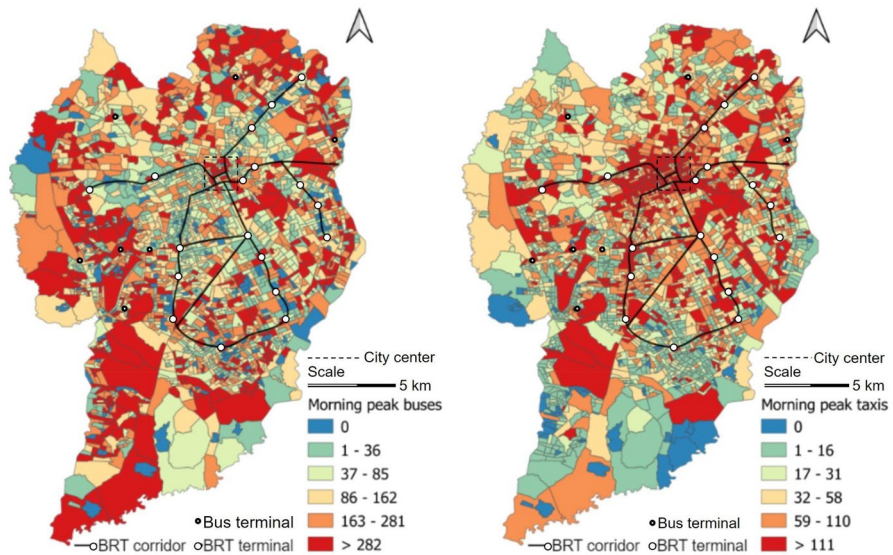 City center
Scale
5 km
Morning peak buses
0
1 - 36
37 - 85
86 - 162
163 - 281
> 282
Bus terminal
BRT corridor
BRT terminal
City center
Scale
5 km
Morning peak taxis
0
1 - 16
17 - 31
32 - 58
59 - 110
> 111
Bus terminal
BRT corridor
BRT terminal